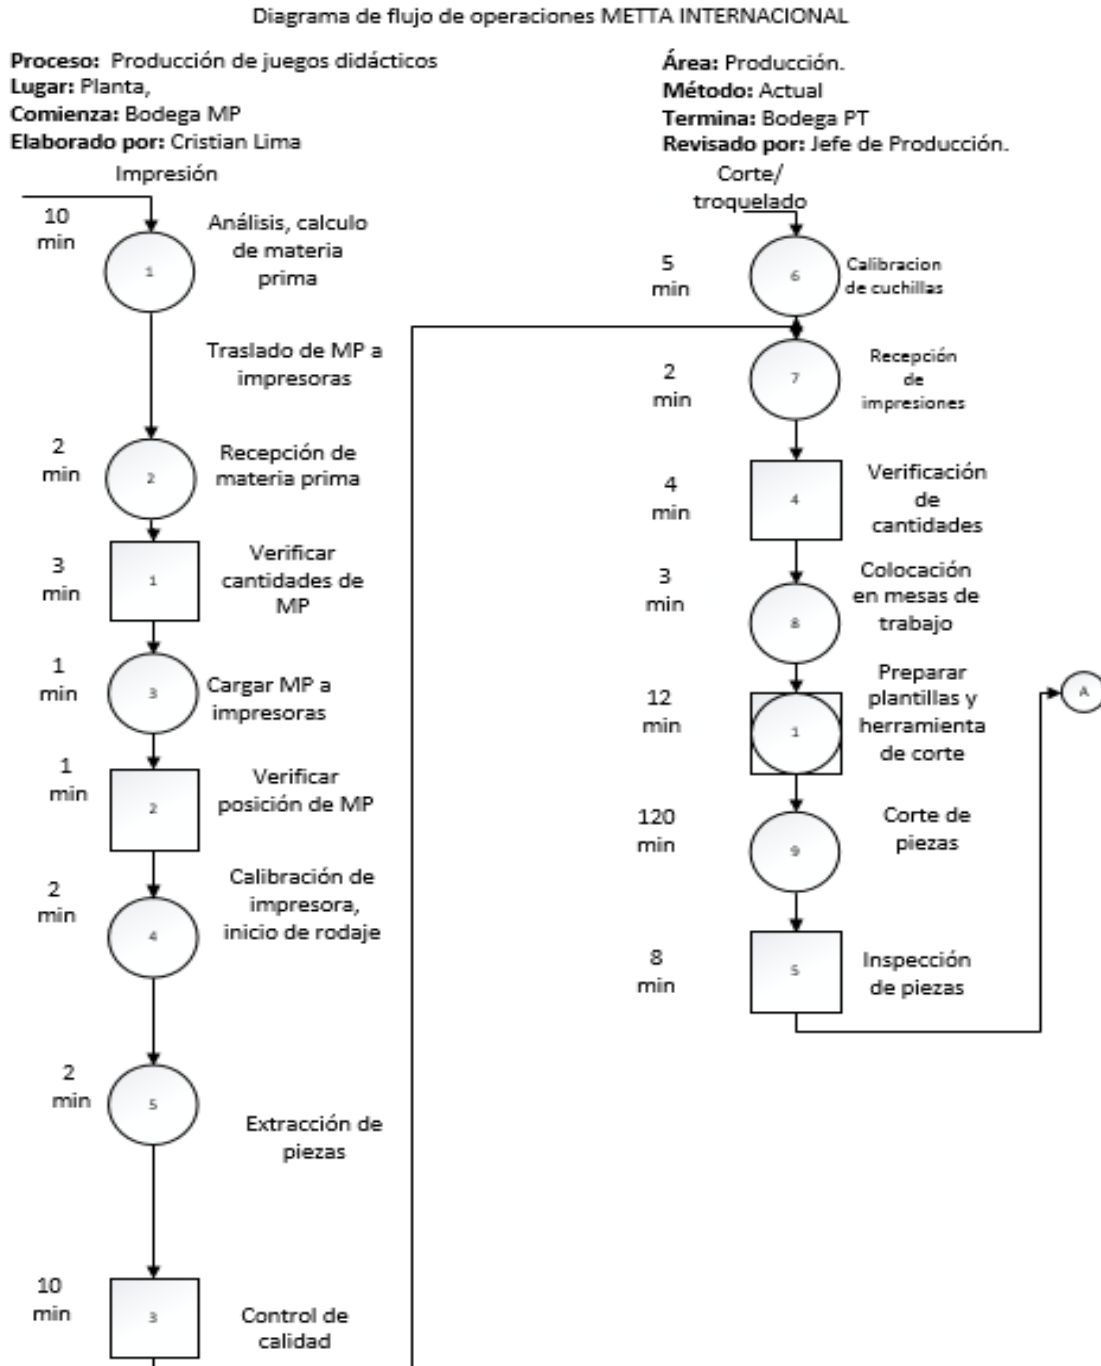 Diagrama de flujo de operaciones METTA INTERNACIONAL
Proceso: Producción de juegos didácticos
Lugar: Planta,
Comienza: Bodega MP
Elaborado por: Cristian Lima
Área: Producción.
Método: Actual
Termina: Bodega PT
Revisado por: Jefe de Producción.
Impresión
10
min
1
Análisis, calculo
de materia
prima
Traslado de MP a
impresoras
2
min
2
Recepción de
materia prima
3
min
1
Verificar
cantidades de
MP
1
min
3
Cargar MP a
impresoras
1
min
2
Verificar
posición de MP
2
min
4
Calibración de
impresora,
inicio de rodaje
2
min
5
Extracción de
piezas
10
min
3
Control de
calidad
Corte/
troquelado
5
min
6
Calibracion
de cuchillas
2
min
7
Recepción
de
impresiones
4
min
4
Verificación
de
cantidades
3
min
8
Colocación
en mesas de
trabajo
12
min
1
Preparar
plantillas y
herramienta
de corte
A
120
min
9
Corte de
piezas
8
min
5
Inspección
de piezas